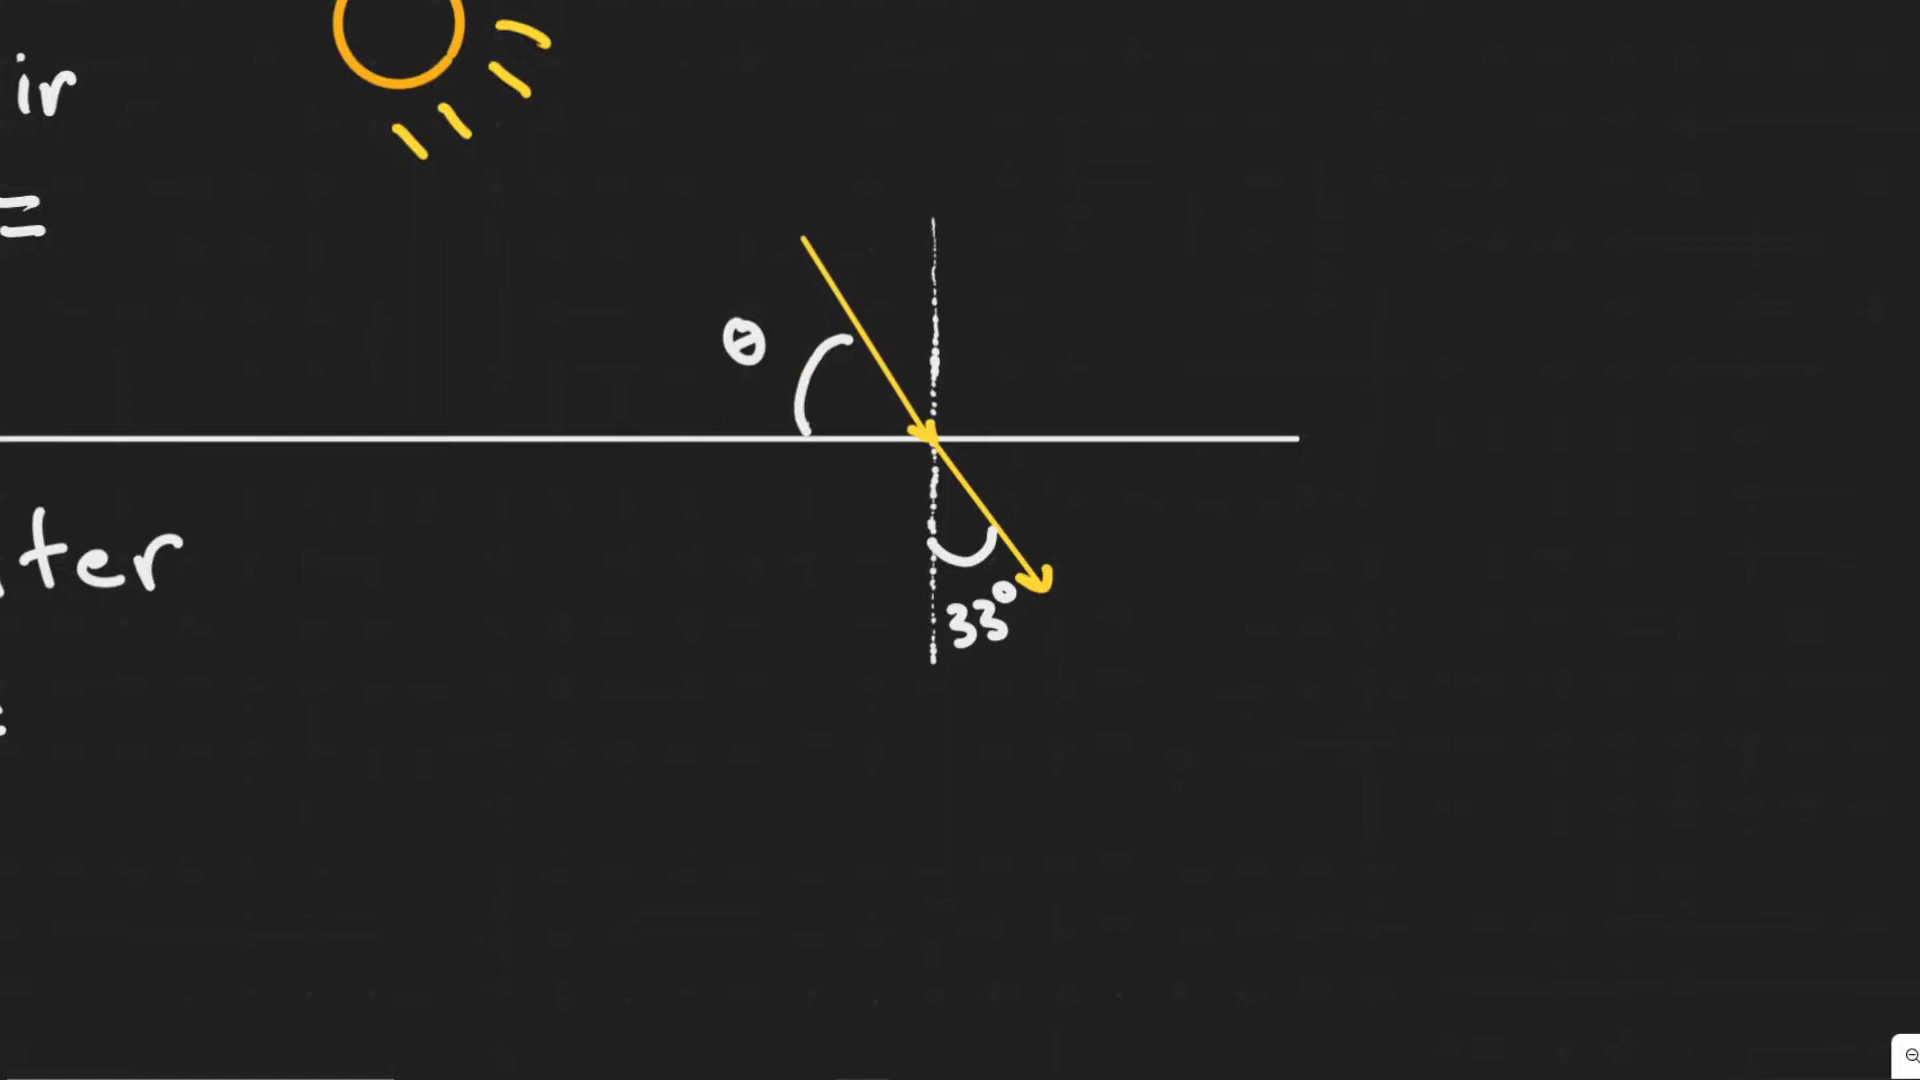 ir
=
θ
ter
33°